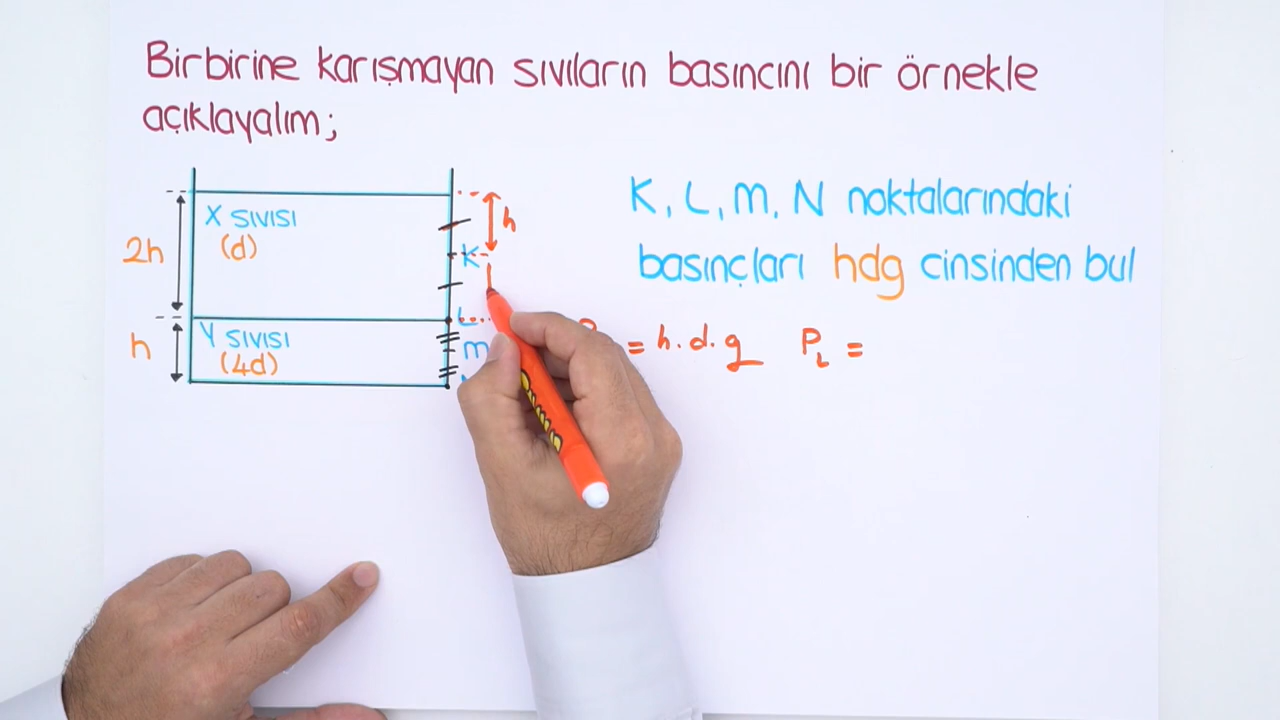 Birbirine karışmayan sıvıların basıncını bir örnekle
açıklayalım;
X SIVISI
(d)
2h
h
K
L
Y SIVISI
(4d)
h
m
K, L, m, N noktalarındaki
basınçları hdg cinsinden bul
= h.d.g P_L =